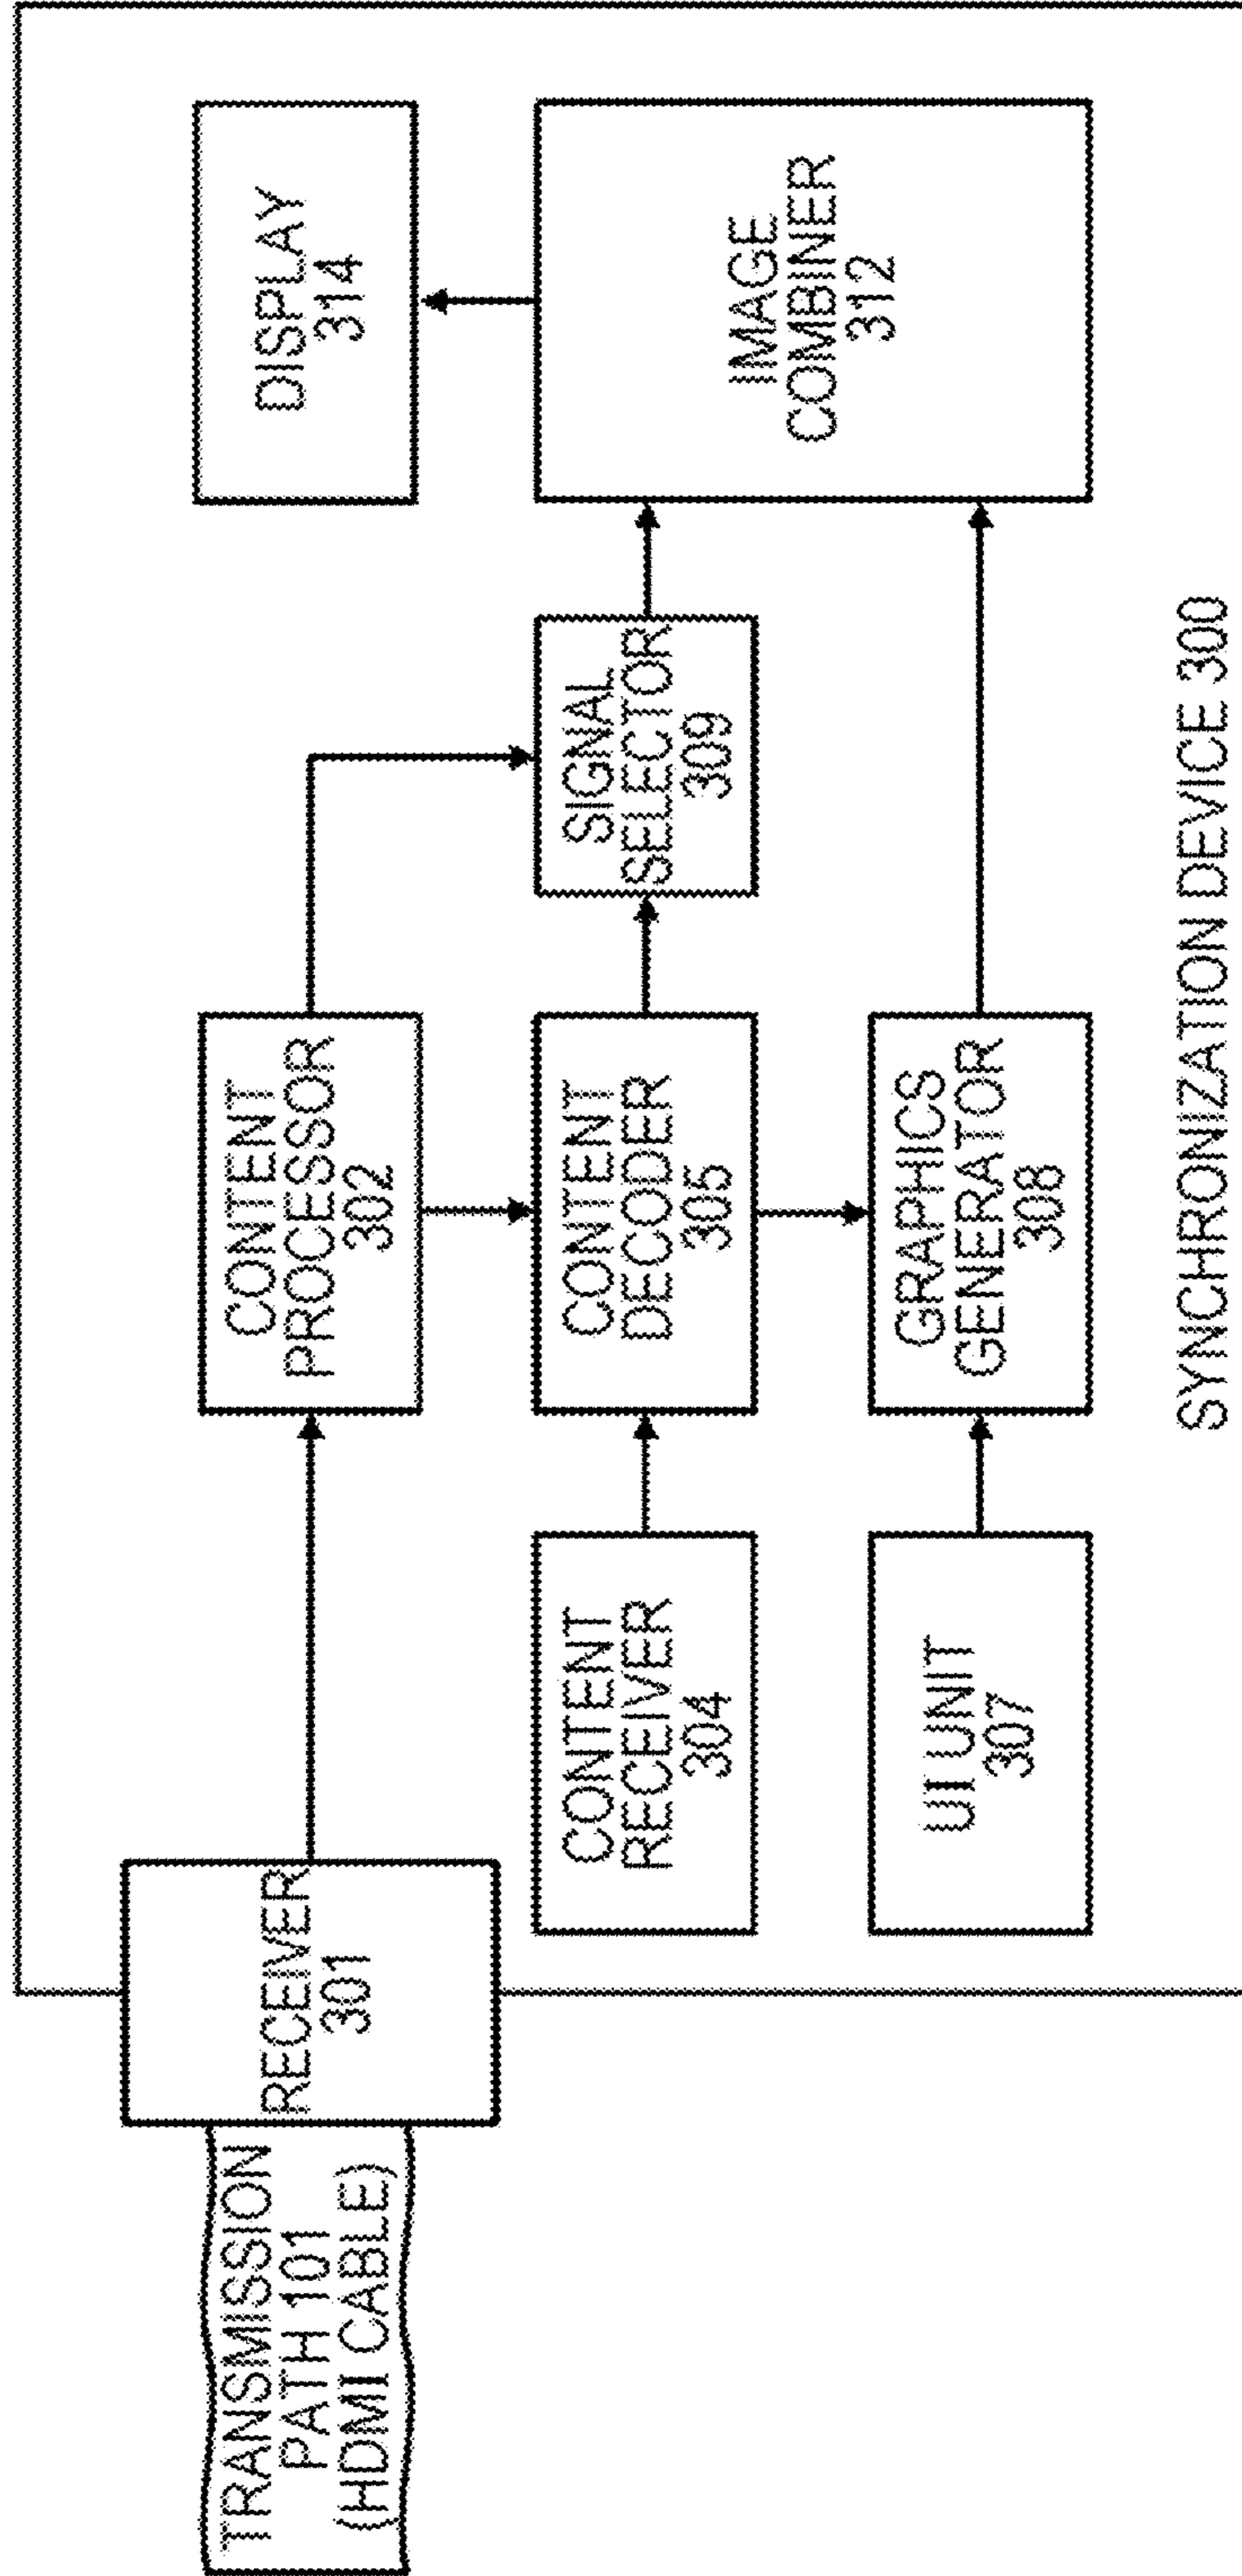 TRANSMISSION
PATH 101
(HDMI CABLE)
RECEIVER
301
CONTENT
PROCESSOR
302
DISPLAY
314
CONTENT
RECEIVER
304
CONTENT
DECODER
305
SIGNAL
SELECTOR
309
IMAGE
COMBINER
312
UI UNIT
307
GRAPHICS
GENERATOR
308
SYNCHRONIZATION DEVICE 300